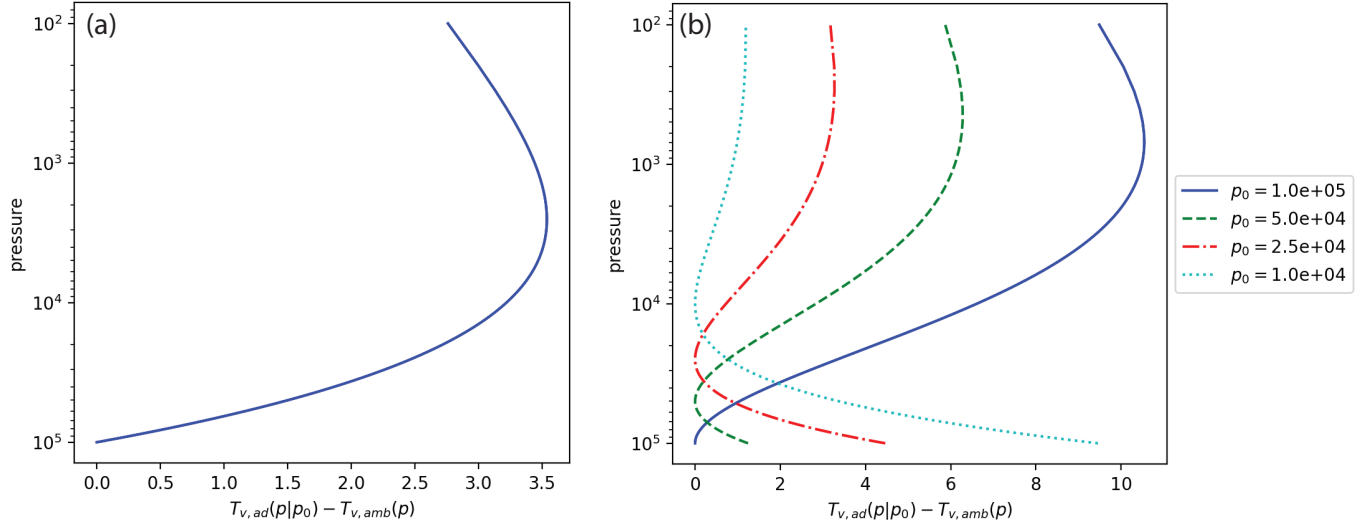 (a)
10²
10³
10⁴
10⁵
pressure
0.0 0.5 1.0 1.5 2.0 2.5 3.0 3.5
T_{v, ad}(p|p₀) − T_{v, amb}(p)
(b)
10²
10³
10⁴
10⁵
pressure
0 2 4 6 8 10
T_{v, ad}(p|p₀) − T_{v, amb}(p)
p₀ = 1.0e+05
p₀ = 5.0e+04
p₀ = 2.5e+04
p₀ = 1.0e+04